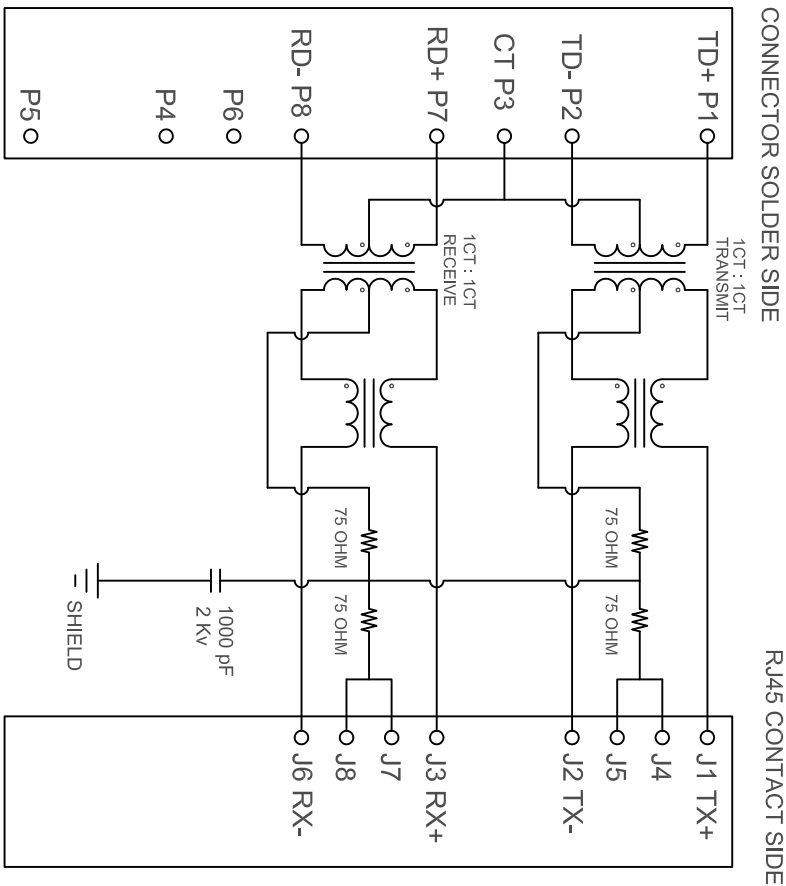 CONNECTOR SOLDER SIDE
RJ45 CONTACT SIDE
TD+ P1
TD- P2
CT P3
RD+ P7
RD- P8
P6
P4
P5
1CT : 1CT
TRANSMIT
1CT : 1CT
RECEIVE
75 OHM
75 OHM
75 OHM
75 OHM
1000 pF
2 Kv
SHIELD
J1 TX+
J4
J5
J2 TX-
J3 RX+
J7
J8
J6 RX-